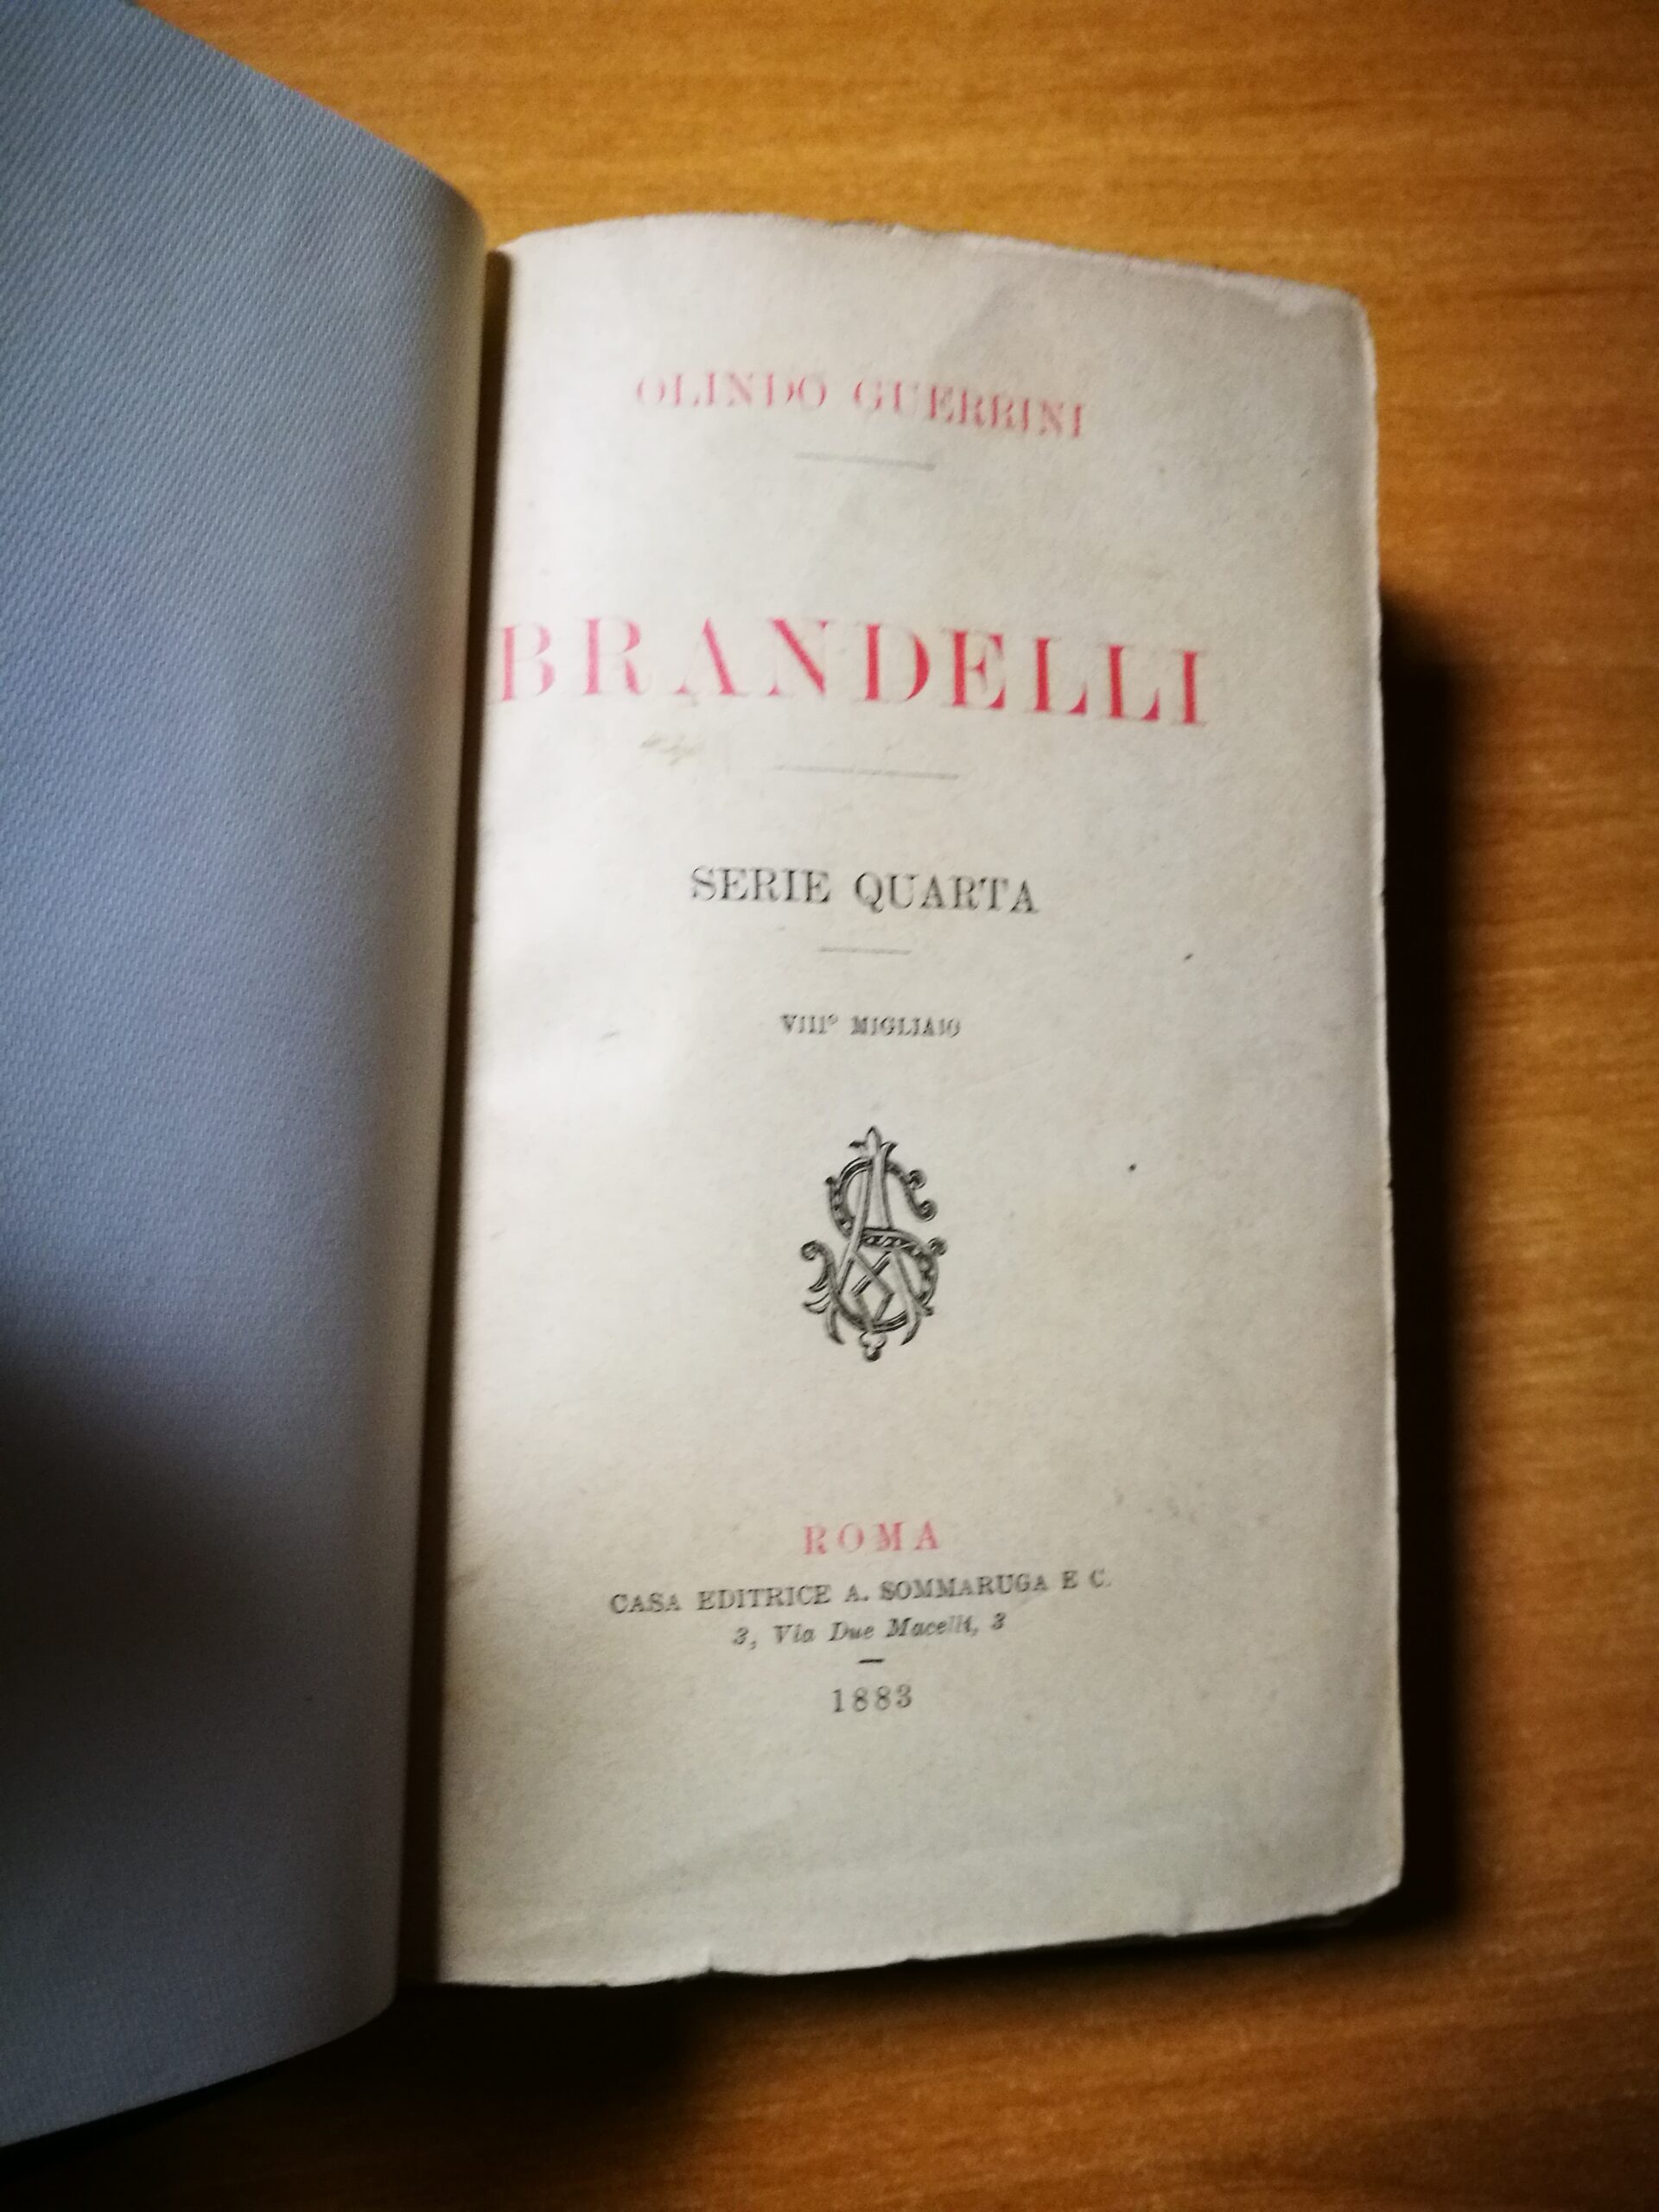 OLINDO GUERRINI
BRANDELLI
SERIE QUARTA
VIII° MIGLIAIO
ROMA
CASA EDITRICE A. SOMMARUGA E C.
3, Via Due Macelli, 3
1883